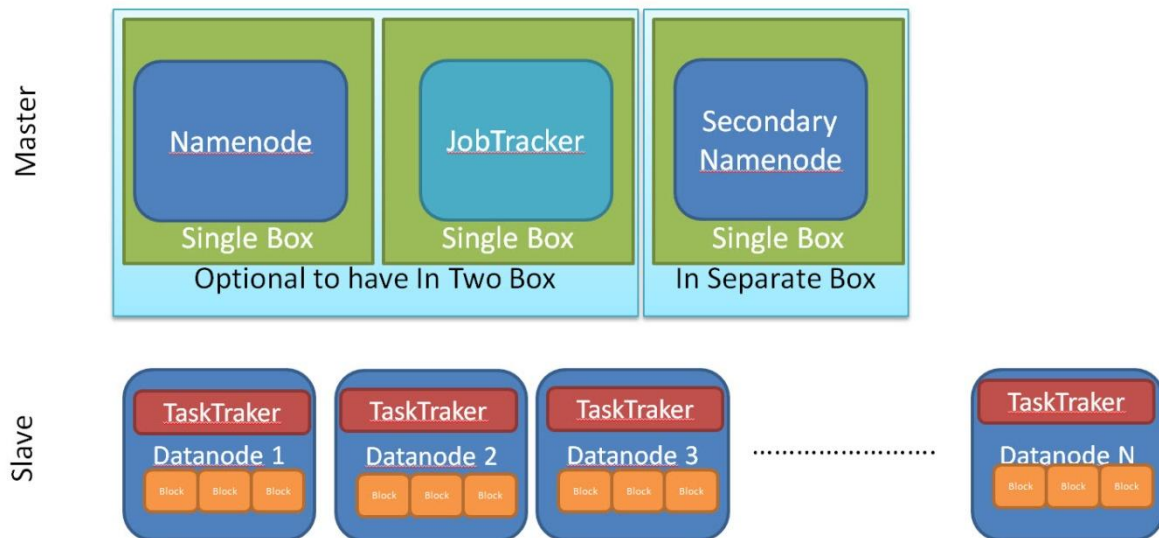 Master
Namenode
JobTracker
Secondary
Namenode
Single Box
Single Box
Single Box
Optional to have In Two Box
In Separate Box
Slave
TaskTraker
TaskTraker
TaskTraker
TaskTraker
Datanode 1
Datanode 2
Datanode 3
.............................
Datanode N
Block
Block
Block
Block
Block
Block
Block
Block
Block
Block
Block
Block